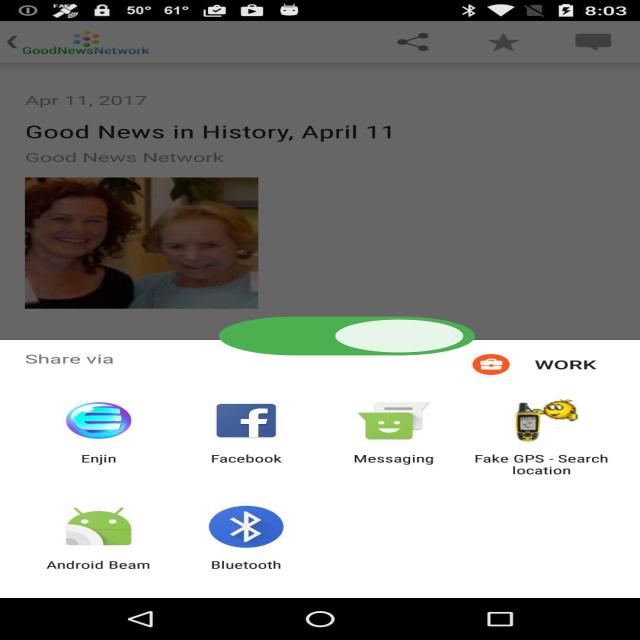 FAKE 50° 61° 8:03
GoodNewsNetwork
Apr 11, 2017
Good News in History, April 11
Good News Network
Share via
WORK
Enjin
Facebook
Messaging
Fake GPS - Search
location
Android Beam
Bluetooth